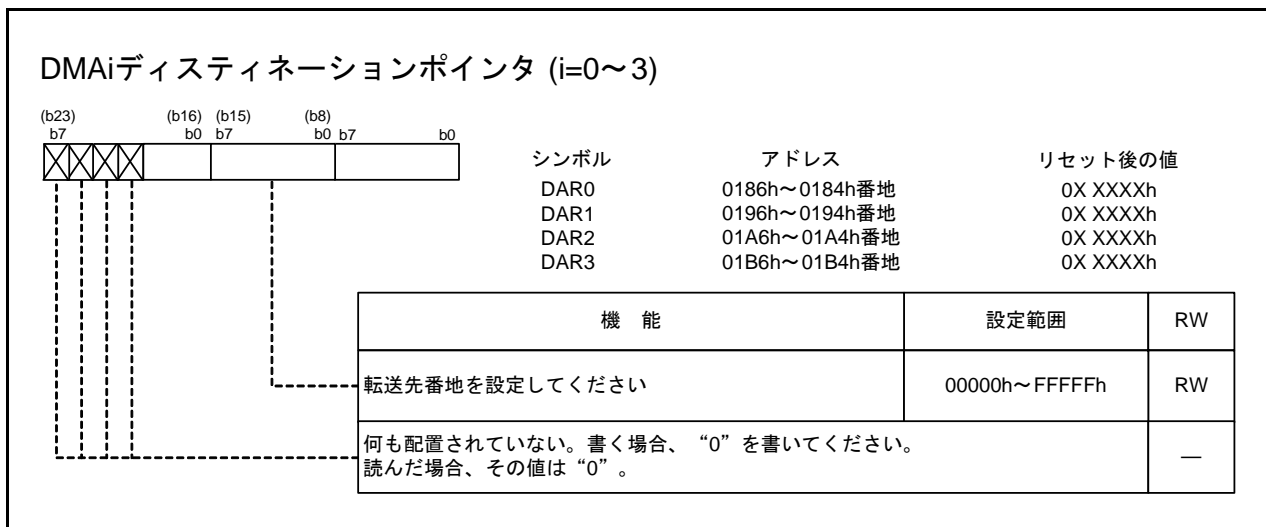 DMAiディスティネーションポインタ (i=0～3)
(b23) (b16) (b15) (b8)
b7 b0 b7 b0 b7 b0
シンボル アドレス リセット後の値
DAR0 0186h～0184h番地 0X XXXXh
DAR1 0196h～0194h番地 0X XXXXh
DAR2 01A6h～01A4h番地 0X XXXXh
DAR3 01B6h～01B4h番地 0X XXXXh
機 能 設定範囲 RW
転送先番地を設定してください 00000h～FFFFFh RW
何も配置されていない。書く場合、“0”を書いてください。
読んだ場合、その値は“0”。 —